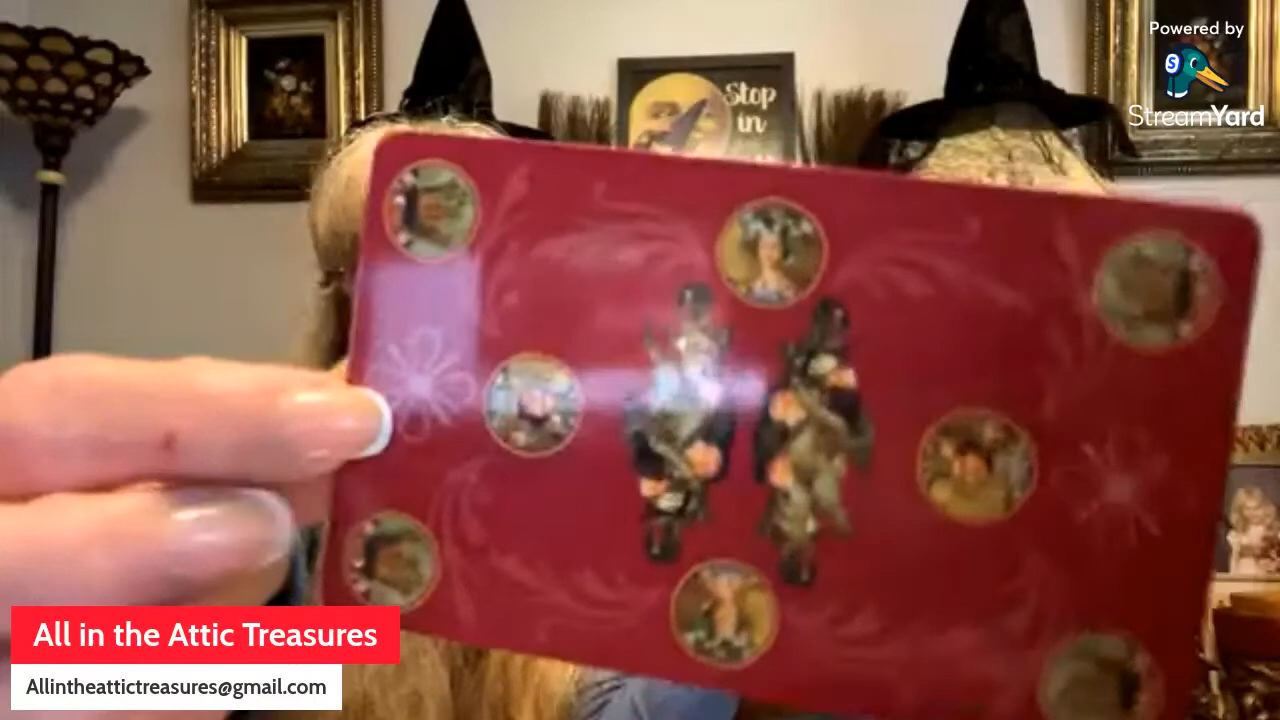 Powered by
StreamYard
Stop
in
All in the Attic Treasures
Allintheattictreasures@gmail.com